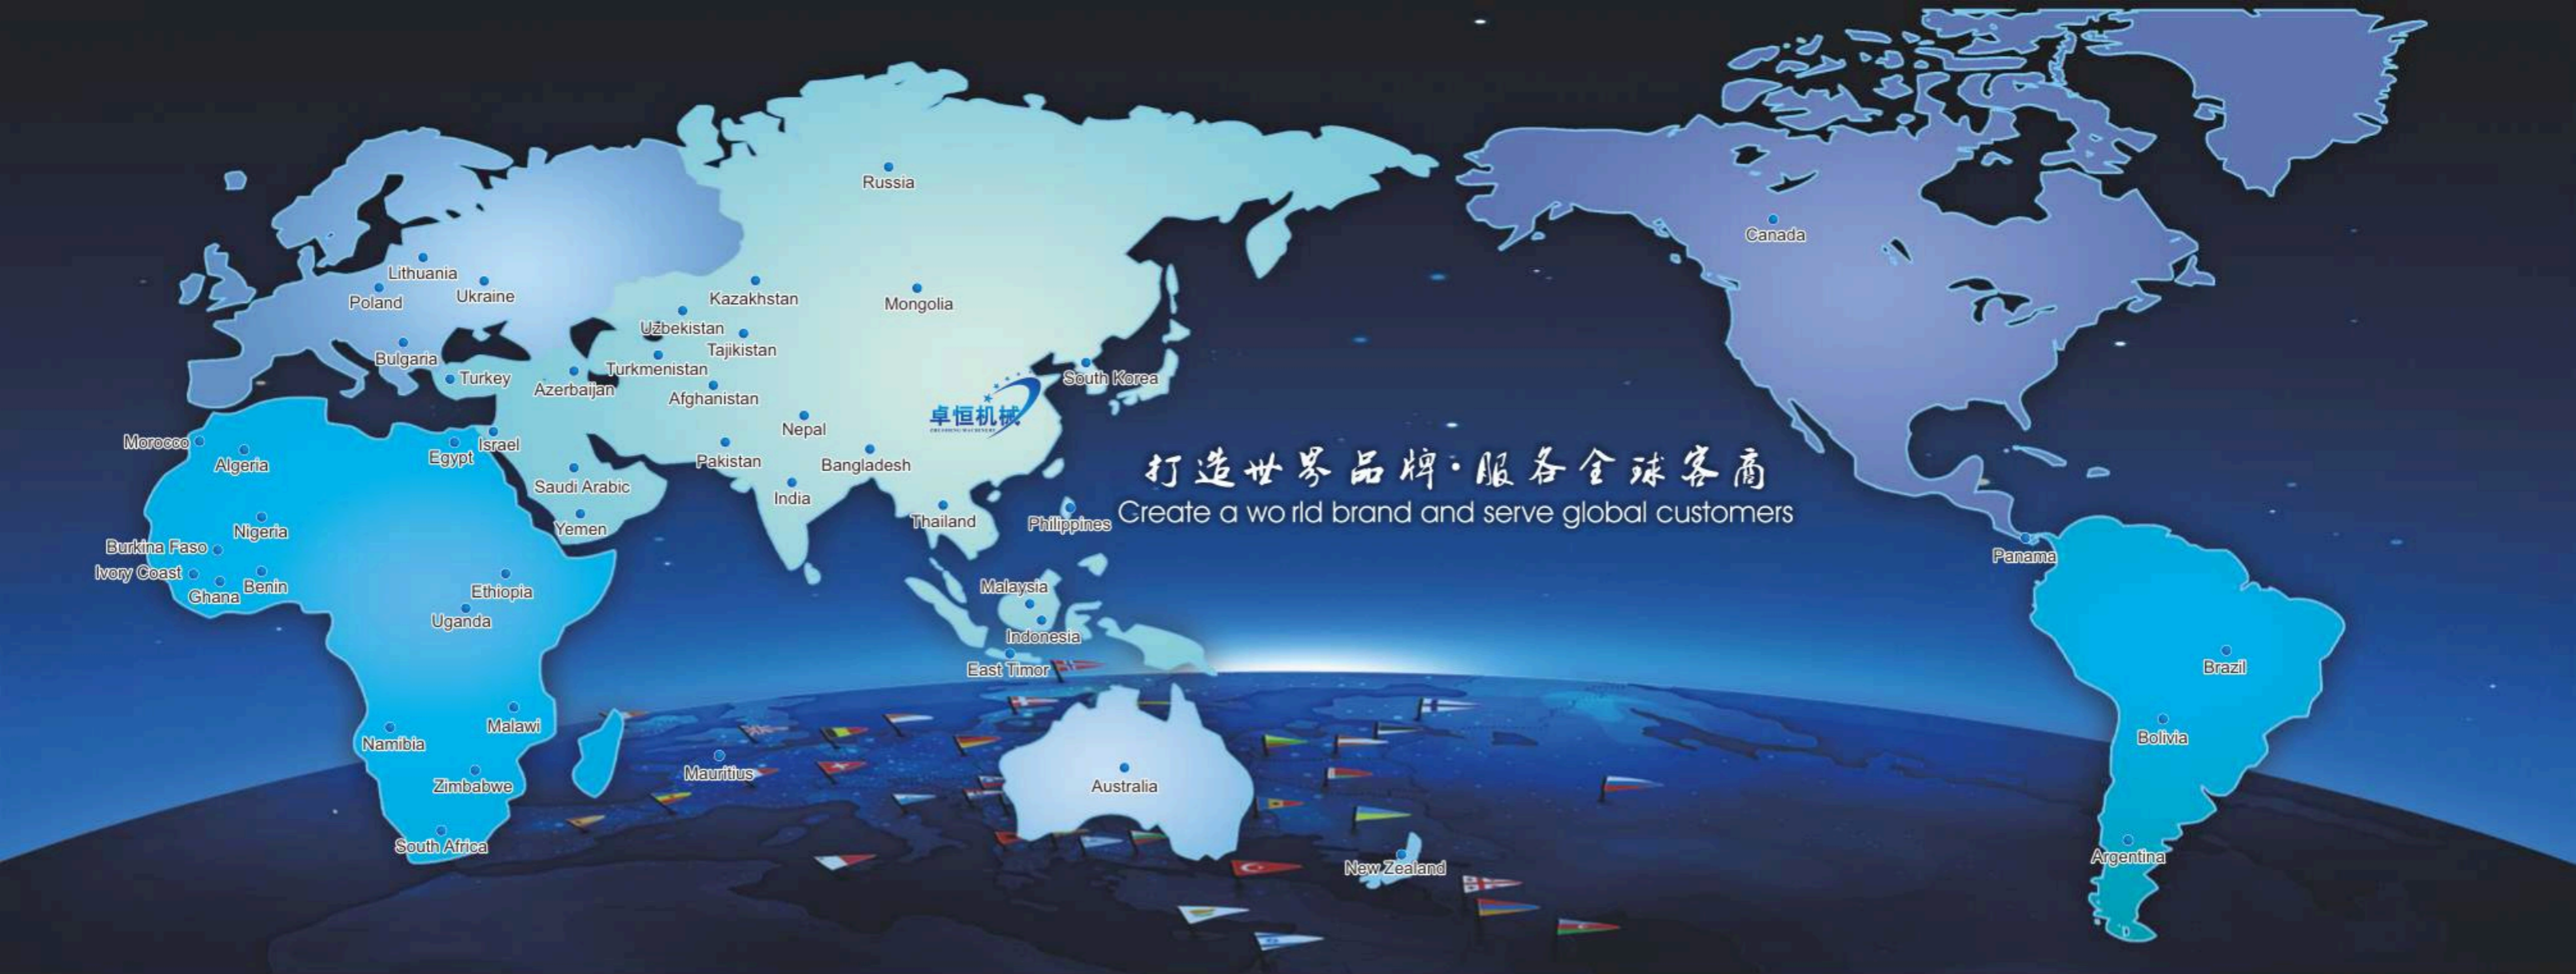 Russia
Canada
Lithuania
Poland
Ukraine
Kazakhstan
Mongolia
Uzbekistan
Tajikistan
Bulgaria
Turkmenistan
Turkey
Azerbaijan
Afghanistan
South Korea
卓恒机械
Nepal
Morocco
Israel
Egypt
Algeria
Pakistan
Bangladesh
Saudi Arabic
India
打造世界品牌·服各全球客商
Create a wo rld brand and serve global customers
Thailand
Philippines
Nigeria
Yemen
Burkina Faso
Panama
Ivory Coast
Benin
Ghana
Ethiopia
Malaysia
Uganda
Indonesia
East Timor
Brazil
Malawi
Namibia
Bolivia
Mauritius
Zimbabwe
Australia
South Africa
Argentina
New Zealand